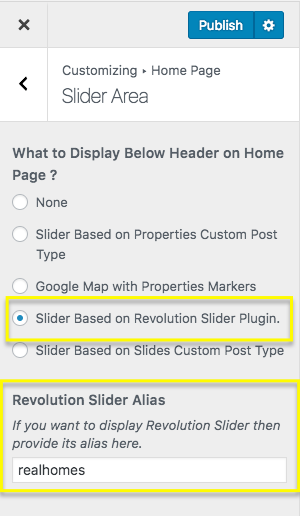 Publish
Customizing ▸ Home Page
Slider Area
What to Display Below Header on Home
Page ?
None
Slider Based on Properties Custom Post
Type
Google Map with Properties Markers
Slider Based on Revolution Slider Plugin.
Slider Based on Slides Custom Post Type
Revolution Slider Alias
If you want to display Revolution Slider then
provide its alias here.
realhomes